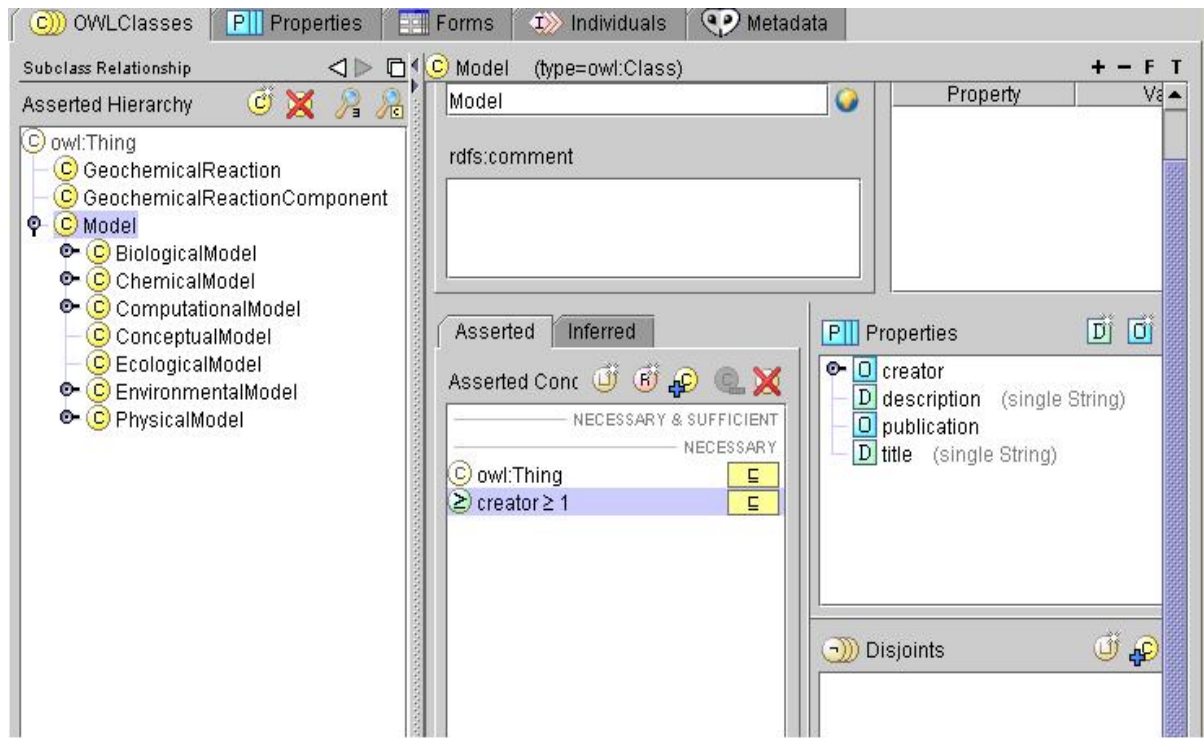 OWLClasses Properties Forms Individuals Metadata
Subclass Relationship
Asserted Hierarchy
owl:Thing
GeochemicalReaction
GeochemicalReactionComponent
Model
BiologicalModel
ChemicalModel
ComputationalModel
ConceptualModel
EcologicalModel
EnvironmentalModel
PhysicalModel
Model (type=owl:Class)
+ − F T
Model
Property Va
rdfs:comment
Asserted Inferred
Asserted Conc
NECESSARY & SUFFICIENT
NECESSARY
owl:Thing ⊑
≥ creator ≥ 1 ⊑
Properties
O creator
D description (single String)
O publication
D title (single String)
Disjoints